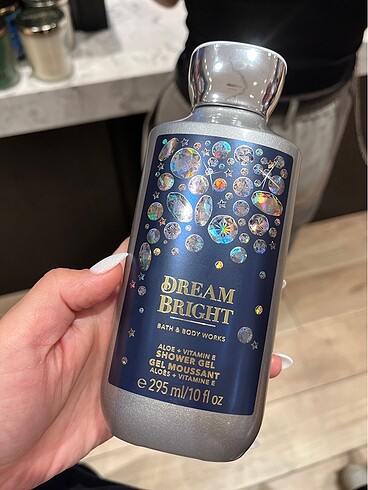 DREAM
BRIGHT
BATH & BODY WORKS
ALOE + VITAMIN E
SHOWER GEL
GEL MOUSSANT
ALOÈS + VITAMINE E
℮ 295 ml/10 fl oz